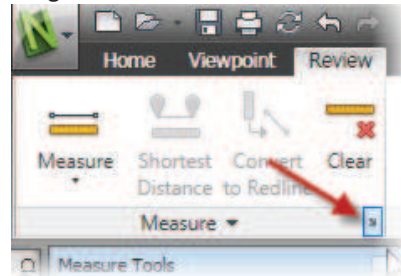 Home Viewpoint Review
Measure Shortest Convert Clear
Distance to Redline
Measure
Measure Tools